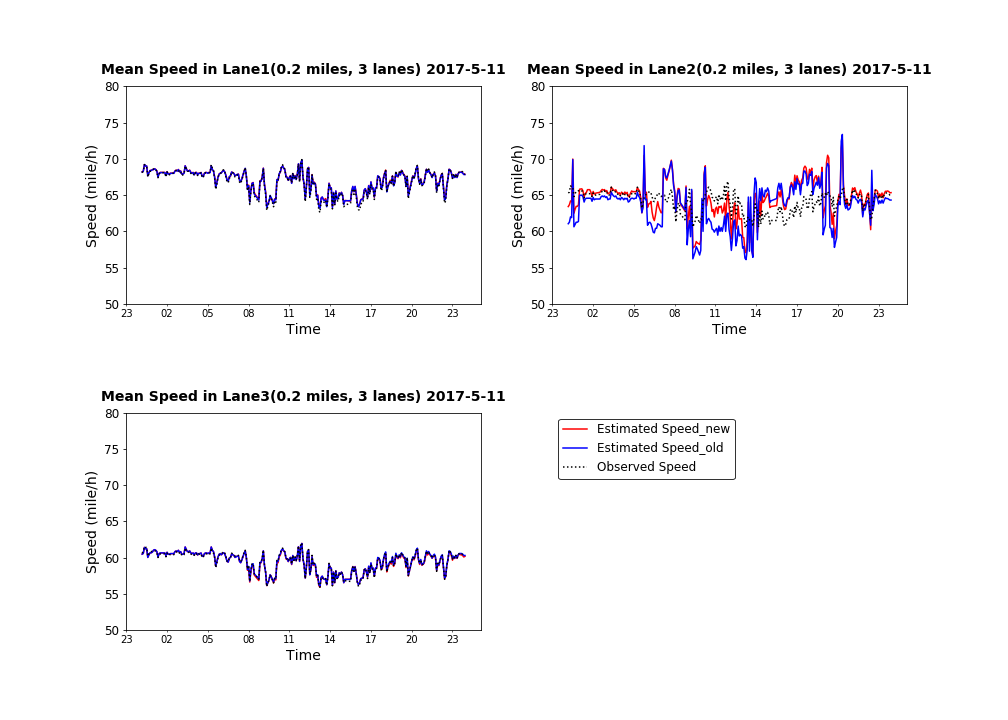 Mean Speed in Lane1(0.2 miles, 3 lanes) 2017-5-11
80
75
70
65
60
55
50
Speed (mile/h)
23 02 05 08 11 14 17 20 23
Time
Mean Speed in Lane2(0.2 miles, 3 lanes) 2017-5-11
80
75
70
65
60
55
50
Speed (mile/h)
23 02 05 08 11 14 17 20 23
Time
Mean Speed in Lane3(0.2 miles, 3 lanes) 2017-5-11
80
75
70
65
60
55
50
Speed (mile/h)
23 02 05 08 11 14 17 20 23
Time
Estimated Speed_new
Estimated Speed_old
Observed Speed